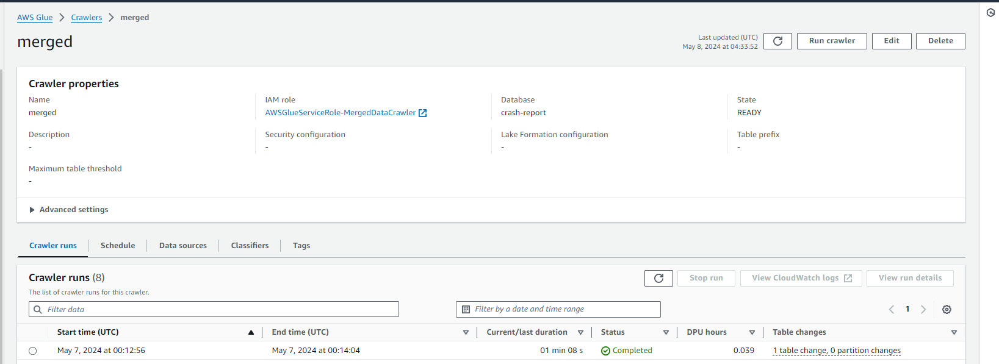 AWS Glue > Crawlers > merged
merged
Last updated (UTC)
May 8, 2024 at 04:33:52
Run crawler
Edit
Delete
Crawler properties
Name
merged
IAM role
AWSGlueServiceRole-MergedDataCrawler
Database
crash-report
State
READY
Description
-
Security configuration
-
Lake Formation configuration
-
Table prefix
-
Maximum table threshold
-
Advanced settings
Crawler runs
Schedule
Data sources
Classifiers
Tags
Crawler runs (8)
The list of crawler runs for this crawler.
Stop run
View CloudWatch logs
View run details
Filter data
Filter by a date and time range
1
Start time (UTC)
End time (UTC)
Current/last duration
Status
DPU hours
Table changes
May 7, 2024 at 00:12:56
May 7, 2024 at 00:14:04
01 min 08 s
Completed
0.039
1 table change, 0 partition changes